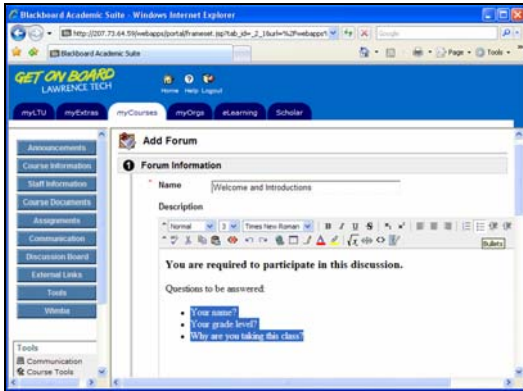 Blackboard Academic Suite - Windows Internet Explorer
Google
Blackboard Academic Suite
Page
Tools
GET ON BOARD
LAWRENCE TECH
Home Help Logout
myLTU myExtras myCourses myOrgs eLearning Scholar
Announcements
Course Information
Staff Information
Course Documents
Assignments
Communication
Discussion Board
External Links
Tools
Wimba
Tools
Communication
Course Tools
Add Forum
1 Forum Information
* Name Welcome and Introductions
Description
Normal 3 Times New Roman B I U S
Bullets
You are required to participate in this discussion.
Questions to be answered:
• Your name?
• Your grade level?
• Why are you taking this class?